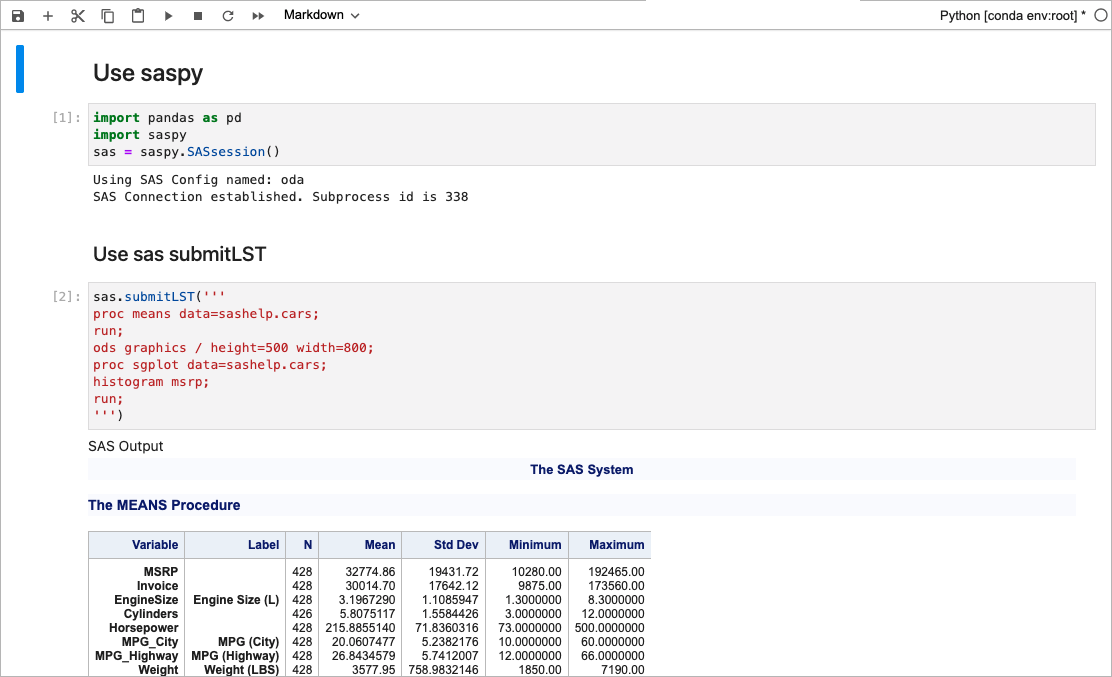 Markdown
Python [conda env:root] *
Use saspy
[1]:
import pandas as pd
import saspy
sas = saspy.SASsession()
Using SAS Config named: oda
SAS Connection established. Subprocess id is 338
Use sas submitLST
[2]:
sas.submitLST('''
proc means data=sashelp.cars;
run;
ods graphics / height=500 width=800;
proc sgplot data=sashelp.cars;
histogram msrp;
run;
''')
SAS Output
The SAS System
The MEANS Procedure
Variable Label N Mean Std Dev Minimum Maximum
MSRP 428 32774.86 19431.72 10280.00 192465.00
Invoice 428 30014.70 17642.12 9875.00 173560.00
EngineSize Engine Size (L) 428 3.1967290 1.1085947 1.3000000 8.3000000
Cylinders 426 5.8075117 1.5584426 3.0000000 12.0000000
Horsepower 428 215.8855140 71.8360316 73.0000000 500.0000000
MPG_City MPG (City) 428 20.0607477 5.2382176 10.0000000 60.0000000
MPG_Highway MPG (Highway) 428 26.8434579 5.7412007 12.0000000 66.0000000
Weight Weight (LBS) 428 3577.95 758.9832146 1850.00 7190.00